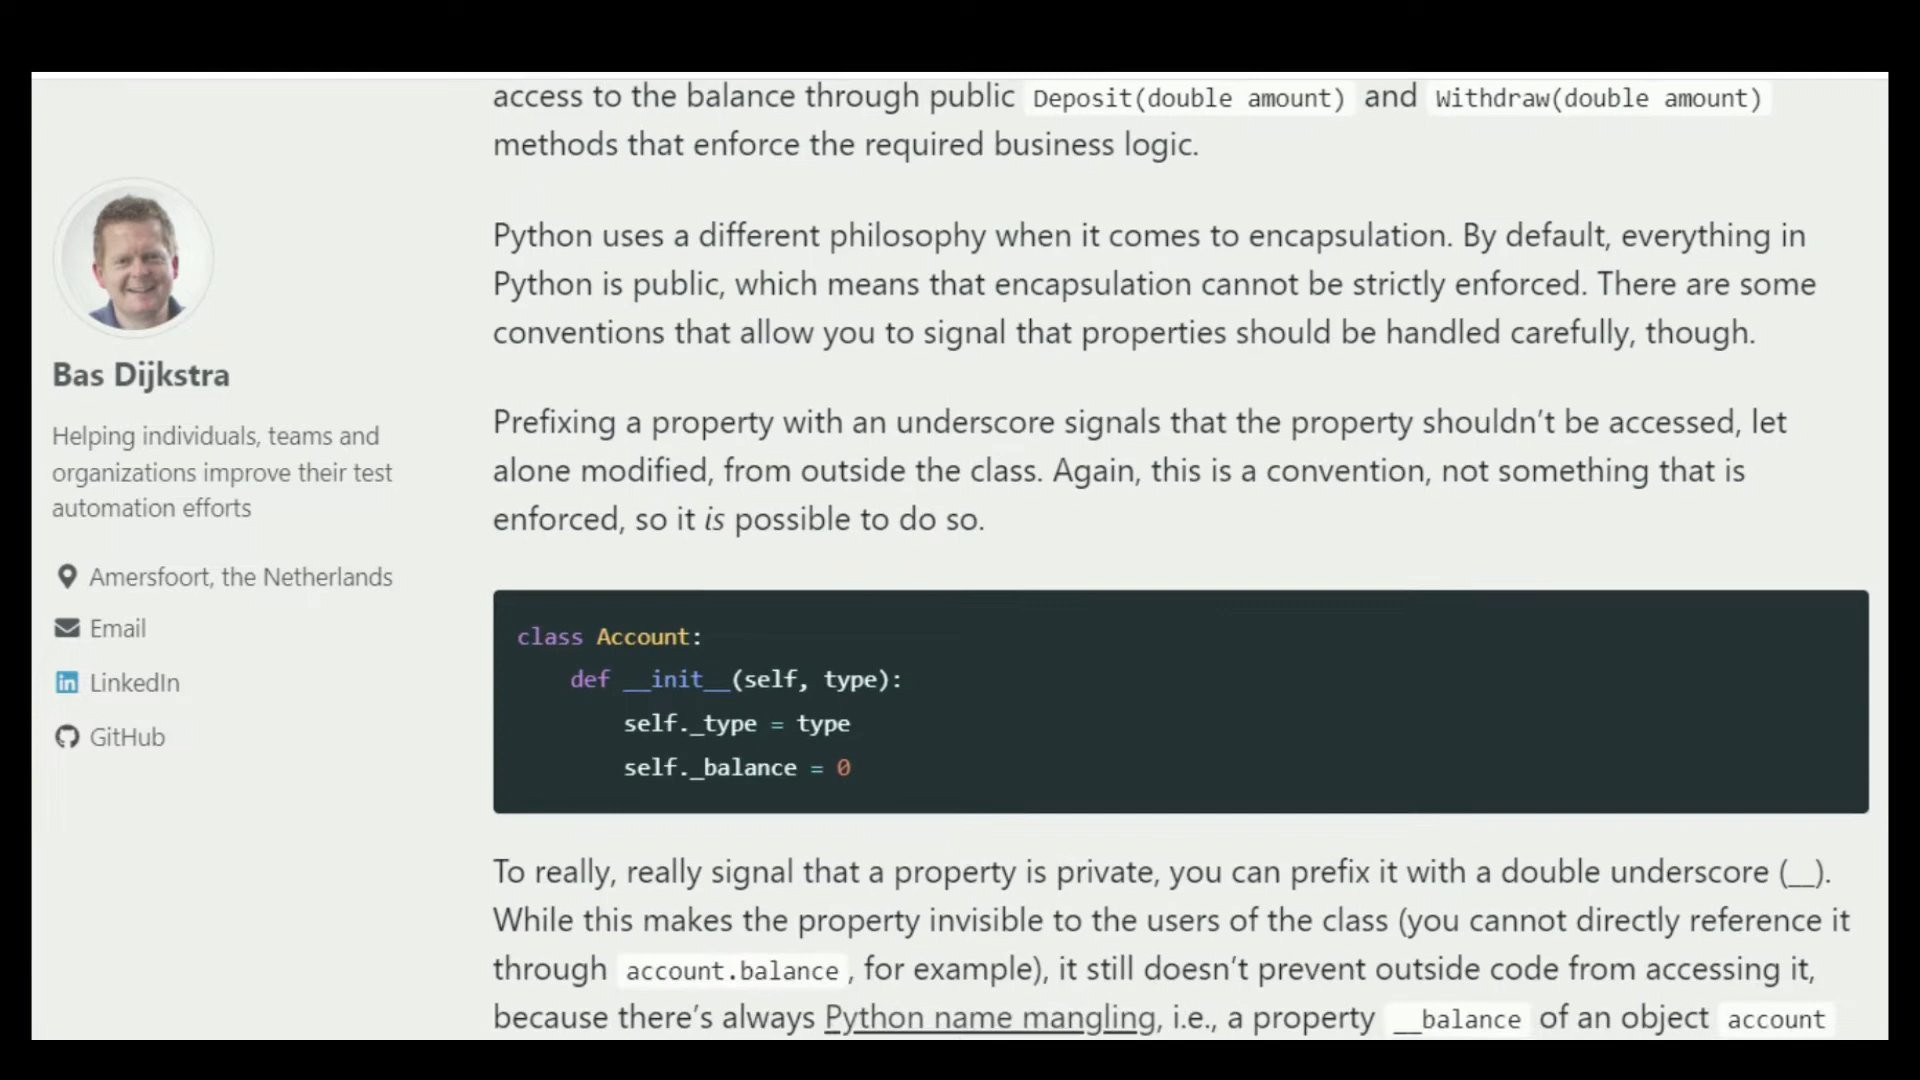 access to the balance through public Deposit(double amount) and Withdraw(double amount)
methods that enforce the required business logic.
Python uses a different philosophy when it comes to encapsulation. By default, everything in
Python is public, which means that encapsulation cannot be strictly enforced. There are some
conventions that allow you to signal that properties should be handled carefully, though.
Bas Dijkstra
Helping individuals, teams and
organizations improve their test
automation efforts
Amersfoort, the Netherlands
Email
LinkedIn
GitHub
Prefixing a property with an underscore signals that the property shouldn’t be accessed, let
alone modified, from outside the class. Again, this is a convention, not something that is
enforced, so it is possible to do so.
class Account:
    def __init__(self, type):
        self._type = type
        self._balance = 0
To really, really signal that a property is private, you can prefix it with a double underscore (__).
While this makes the property invisible to the users of the class (you cannot directly reference it
through account.balance, for example), it still doesn’t prevent outside code from accessing it,
because there’s always Python name mangling, i.e., a property __balance of an object account